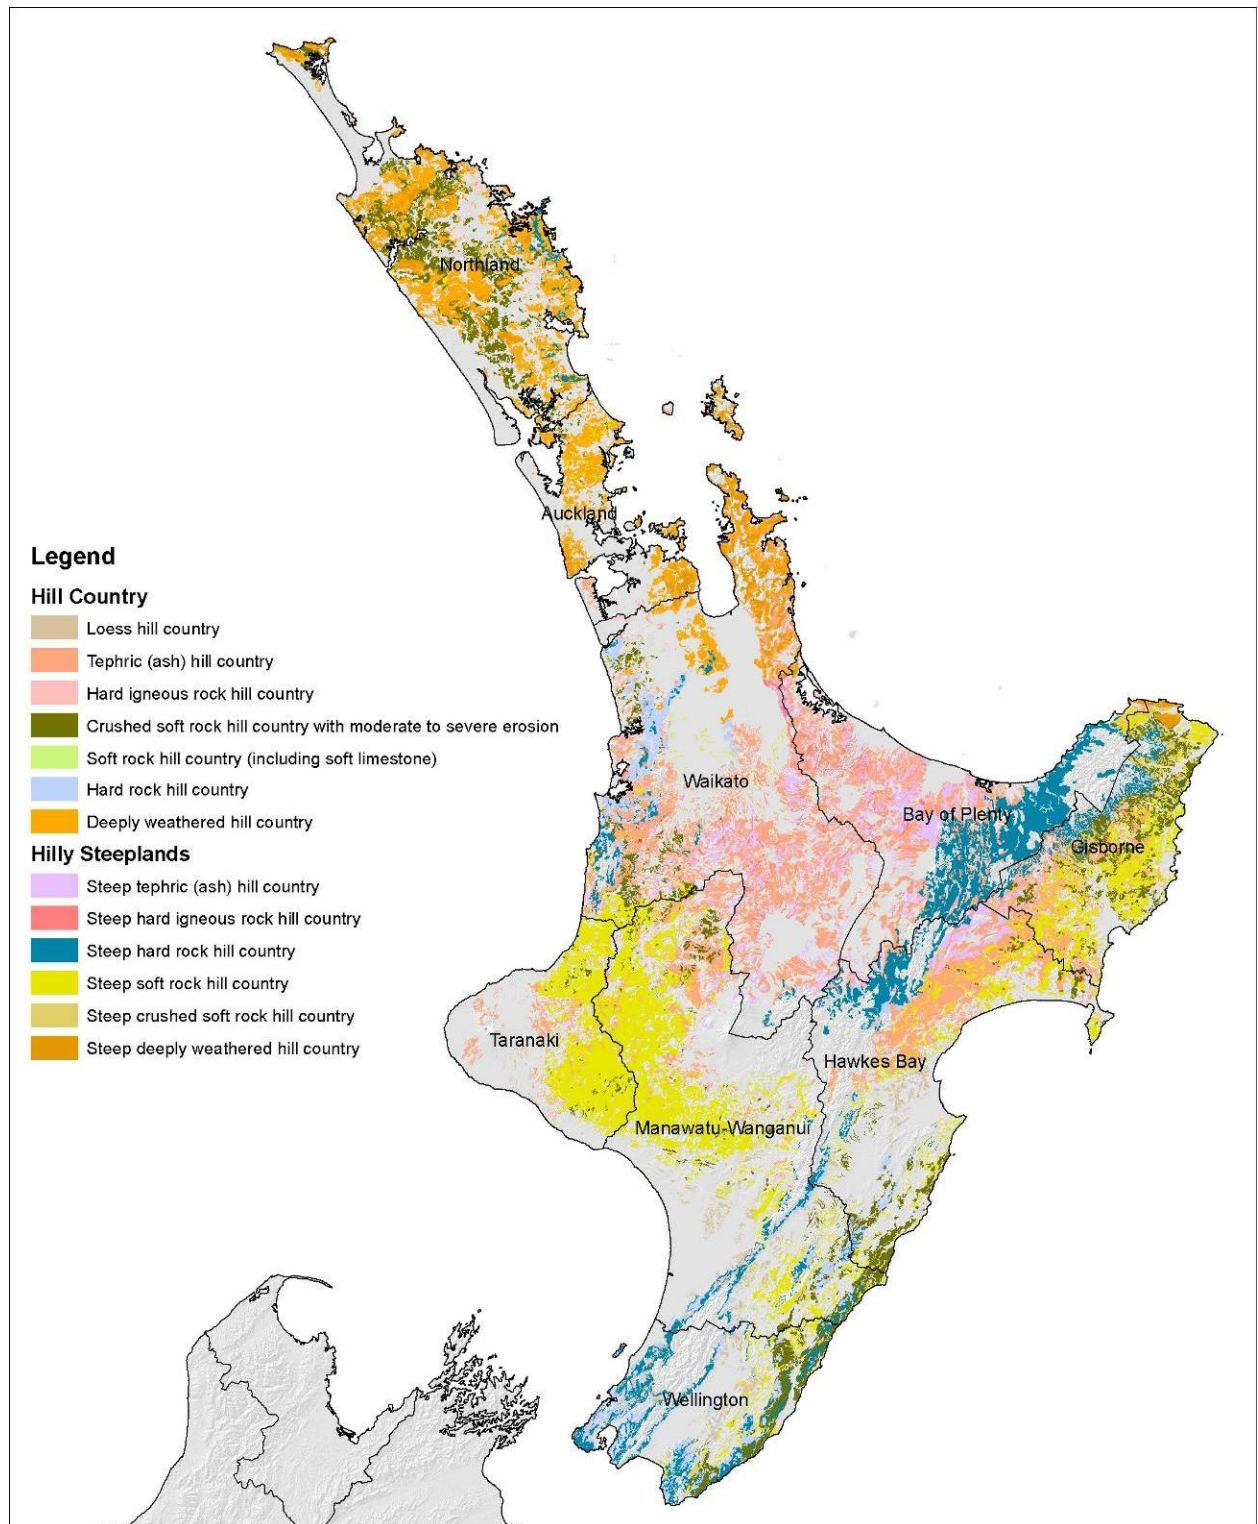 Northland
Auckland
Legend
Hill Country
Loess hill country
Tephric (ash) hill country
Hard igneous rock hill country
Crushed soft rock hill country with moderate to severe erosion
Soft rock hill country (including soft limestone)
Hard rock hill country
Deeply weathered hill country
Hilly Steeplands
Steep tephric (ash) hill country
Steep hard igneous rock hill country
Steep hard rock hill country
Steep soft rock hill country
Steep crushed soft rock hill country
Steep deeply weathered hill country
Waikato
Bay of Plenty
Gisborne
Taranaki
Hawkes Bay
Manawatu-Wanganui
Wellington